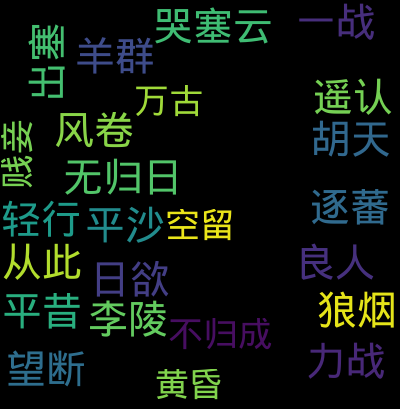 哭塞云
一战
出塞
羊群
万古
遥认
风卷
胡天
贱妾
无归日
逐蕃
轻行
平沙
空留
从此
日欲
良人
平昔
李陵
狼烟
不归成
望断
力战
黄昏